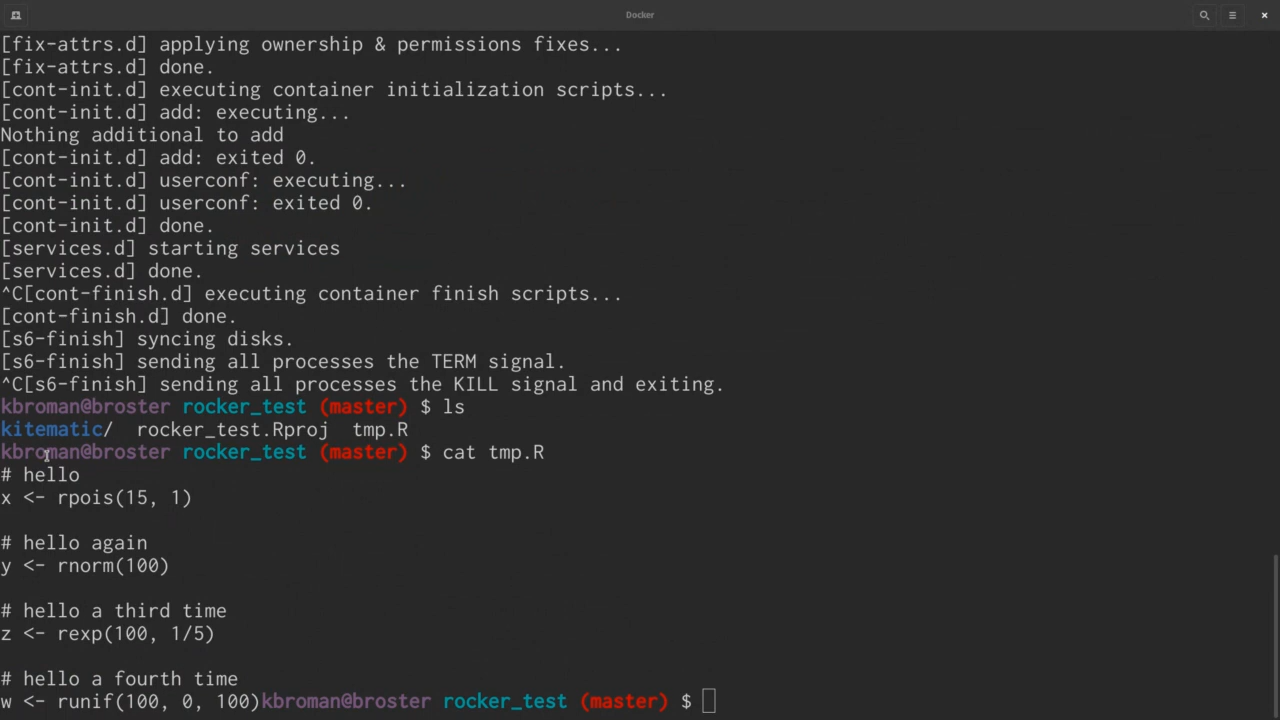 Docker
[fix-attrs.d] applying ownership & permissions fixes...
[fix-attrs.d] done.
[cont-init.d] executing container initialization scripts...
[cont-init.d] add: executing...
Nothing additional to add
[cont-init.d] add: exited 0.
[cont-init.d] userconf: executing...
[cont-init.d] userconf: exited 0.
[cont-init.d] done.
[services.d] starting services
[services.d] done.
^C[cont-finish.d] executing container finish scripts...
[cont-finish.d] done.
[s6-finish] syncing disks.
[s6-finish] sending all processes the TERM signal.
^C[s6-finish] sending all processes the KILL signal and exiting.
kbroman@broster rocker_test (master) $ ls
kitematic/  rocker_test.Rproj  tmp.R
kbroman@broster rocker_test (master) $ cat tmp.R
# hello
x <- rpois(15, 1)

# hello again
y <- rnorm(100)

# hello a third time
z <- rexp(100, 1/5)

# hello a fourth time
w <- runif(100, 0, 100)kbroman@broster rocker_test (master) $